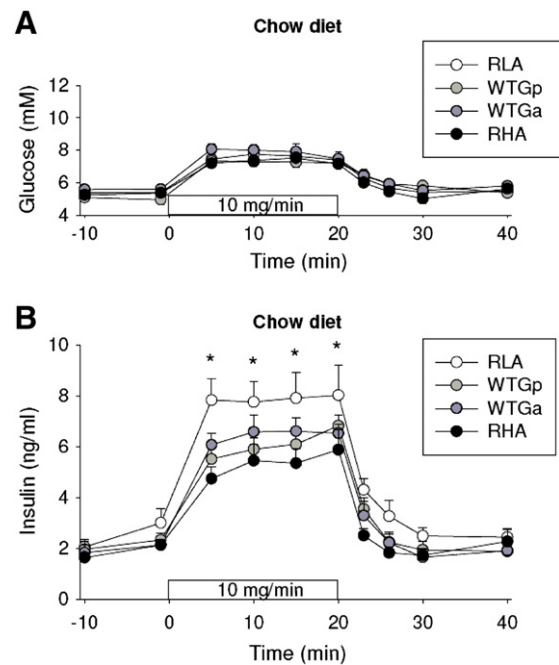 A
Chow diet
RLA
WTGp
WTGa
RHA
Glucose (mM)
12
10
8
6
4
10 mg/min
-10 0 10 20 30 40
Time (min)
B
Chow diet
RLA
WTGp
WTGa
RHA
Insulin (ng/ml)
10
8
6
4
2
0
* * * *
10 mg/min
-10 0 10 20 30 40
Time (min)